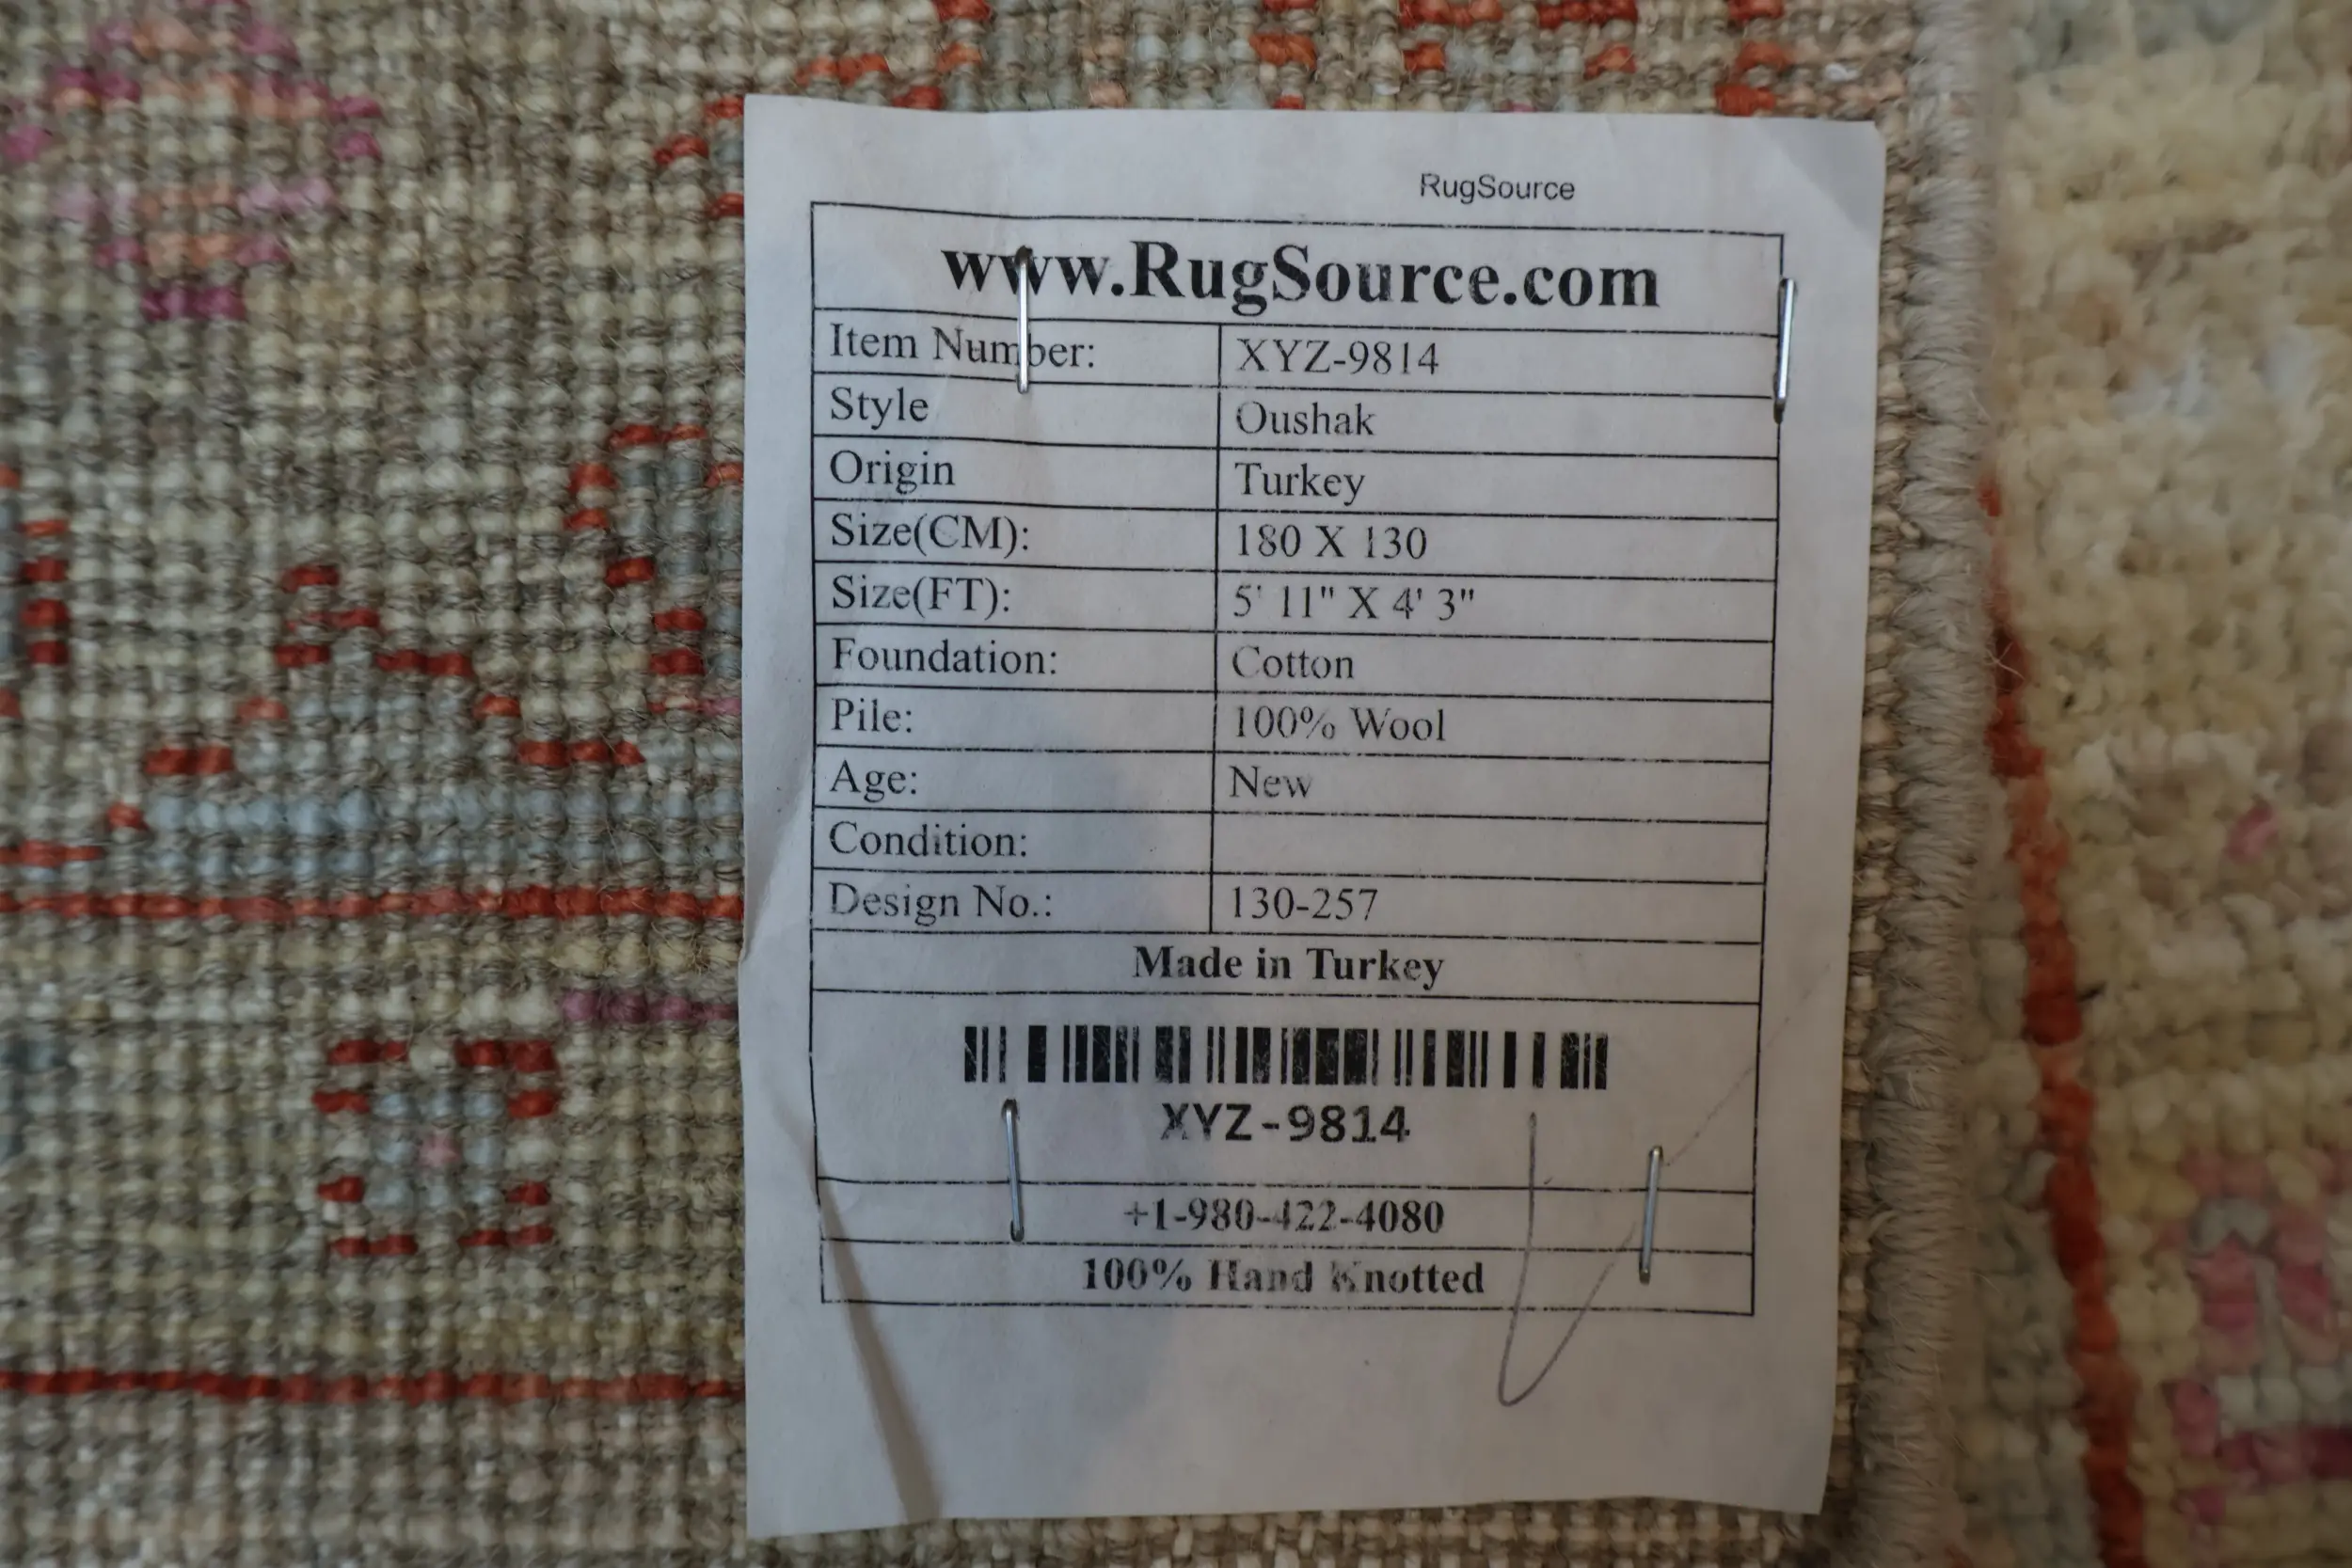 RugSource
www.RugSource.com
Item Number: XYZ-9814
Style Oushak
Origin Turkey
Size(CM): 180 X 130
Size(FT): 5' 11" X 4' 3"
Foundation: Cotton
Pile: 100% Wool
Age: New
Condition:
Design No.: 130-257
Made in Turkey
XYZ-9814
+1-980-422-4080
100% Hand Knotted